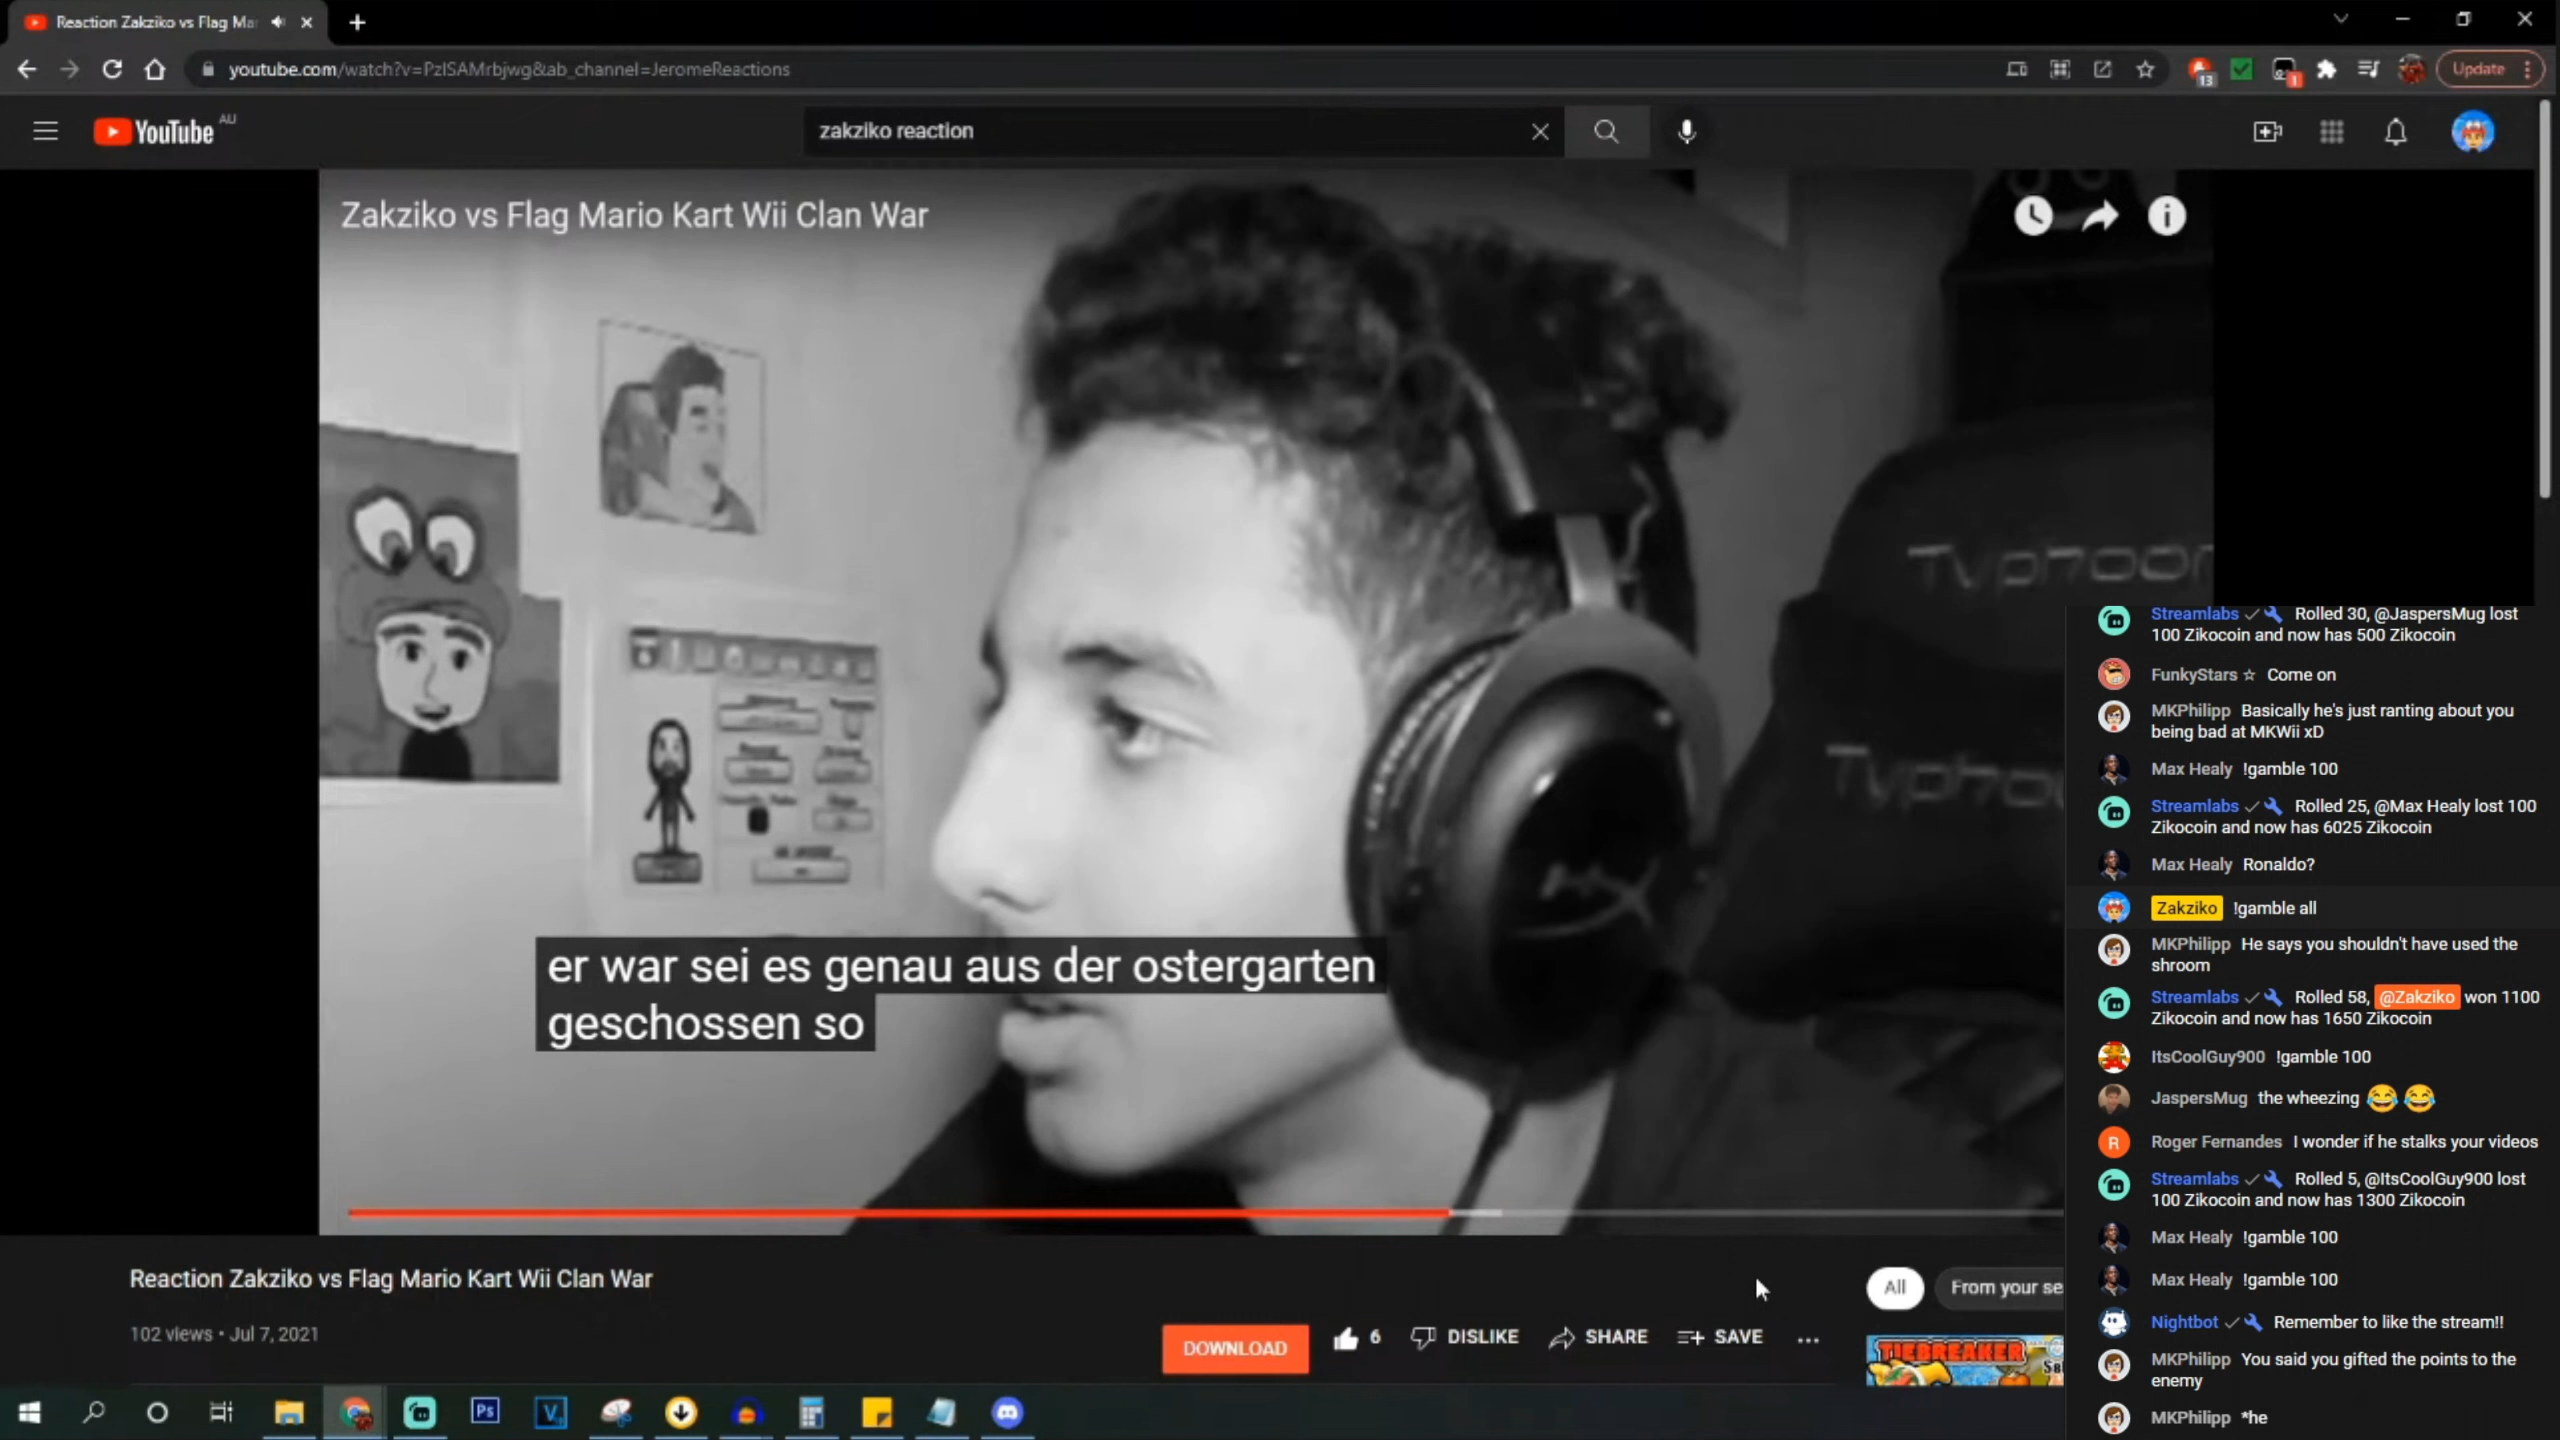 Reaction Zakziko vs Flag Ma
youtube.com/watch?v=PzlSAMrbjwg&ab_channel=JeromeReactions
13
1
Update
YouTube AU
zakziko reaction
Zakziko vs Flag Mario Kart Wii Clan War
Typhoon
er war sei es genau aus der ostergarten
geschossen so
Reaction Zakziko vs Flag Mario Kart Wii Clan War
102 views • Jul 7, 2021
DOWNLOAD
6
DISLIKE
SHARE
SAVE
All
From your se
TIEBREAKER
Ps
V
Streamlabs Rolled 30, @JaspersMug lost
100 Zikocoin and now has 500 Zikocoin
FunkyStars ☆ Come on
MKPhilipp Basically he's just ranting about you
being bad at MKWii xD
Max Healy !gamble 100
Streamlabs Rolled 25, @Max Healy lost 100
Zikocoin and now has 6025 Zikocoin
Max Healy Ronaldo?
Zakziko !gamble all
MKPhilipp He says you shouldn't have used the
shroom
Streamlabs Rolled 58, @Zakziko won 1100
Zikocoin and now has 1650 Zikocoin
ItsCoolGuy900 !gamble 100
JaspersMug the wheezing 😂 😂
R
Roger Fernandes I wonder if he stalks your videos
Streamlabs Rolled 5, @ItsCoolGuy900 lost
100 Zikocoin and now has 1300 Zikocoin
Max Healy !gamble 100
Max Healy !gamble 100
Nightbot Remember to like the stream!!
MKPhilipp You said you gifted the points to the
enemy
MKPhilipp *he